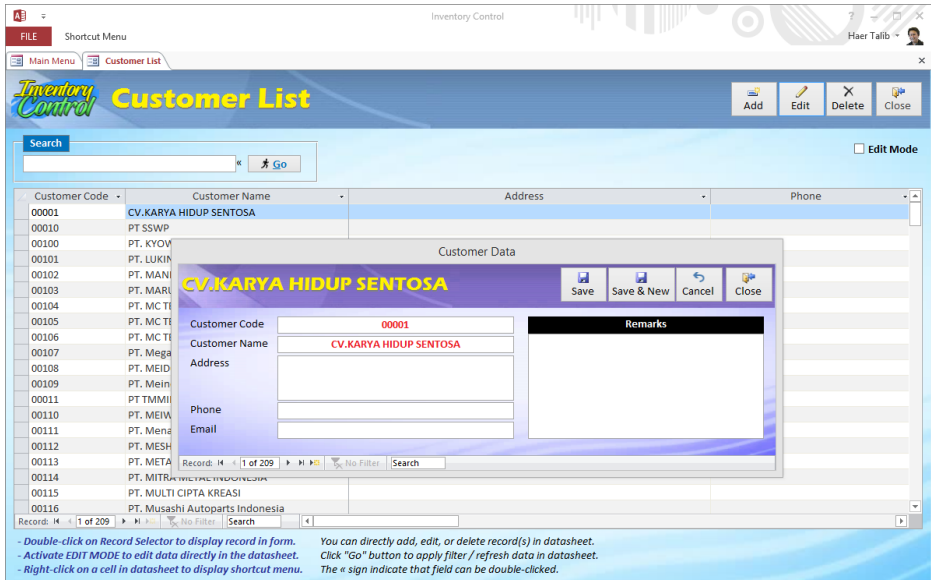 Inventory Control
?
FILE
Shortcut Menu
Haer Talib
Main Menu
Customer List
Inventory Control
Customer List
Add
Edit
Delete
Close
Search
«
Go
Edit Mode
Customer Code
Customer Name
Address
Phone
00001 CV.KARYA HIDUP SENTOSA
00010 PT SSWP
00100 PT. KYOW
00101 PT. LUKIN
00102 PT. MAN
00103 PT. MAR
00104 PT. MC T
00105 PT. MC T
00106 PT. MC T
00107 PT. Mega
00108 PT. MEID
00109 PT. Mein
00011 PT TMMI
00110 PT. MEIW
00111 PT. Mena
00112 PT. MESH
00113 PT. META
00114 PT. MITRA METAL INDONESIA
00115 PT. MULTI CIPTA KREASI
00116 PT. Musashi Autoparts Indonesia
Customer Data
CV.KARYA HIDUP SENTOSA
Save
Save & New
Cancel
Close
Customer Code 00001
Customer Name CV.KARYA HIDUP SENTOSA
Address
Phone
Email
Remarks
Record: 1 of 209 No Filter Search
Record: 1 of 209 No Filter Search
- Double-click on Record Selector to display record in form.
- Activate EDIT MODE to edit data directly in the datasheet.
- Right-click on a cell in datasheet to display shortcut menu.
You can directly add, edit, or delete record(s) in datasheet.
Click "Go" button to apply filter / refresh data in datasheet.
The « sign indicate that field can be double-clicked.